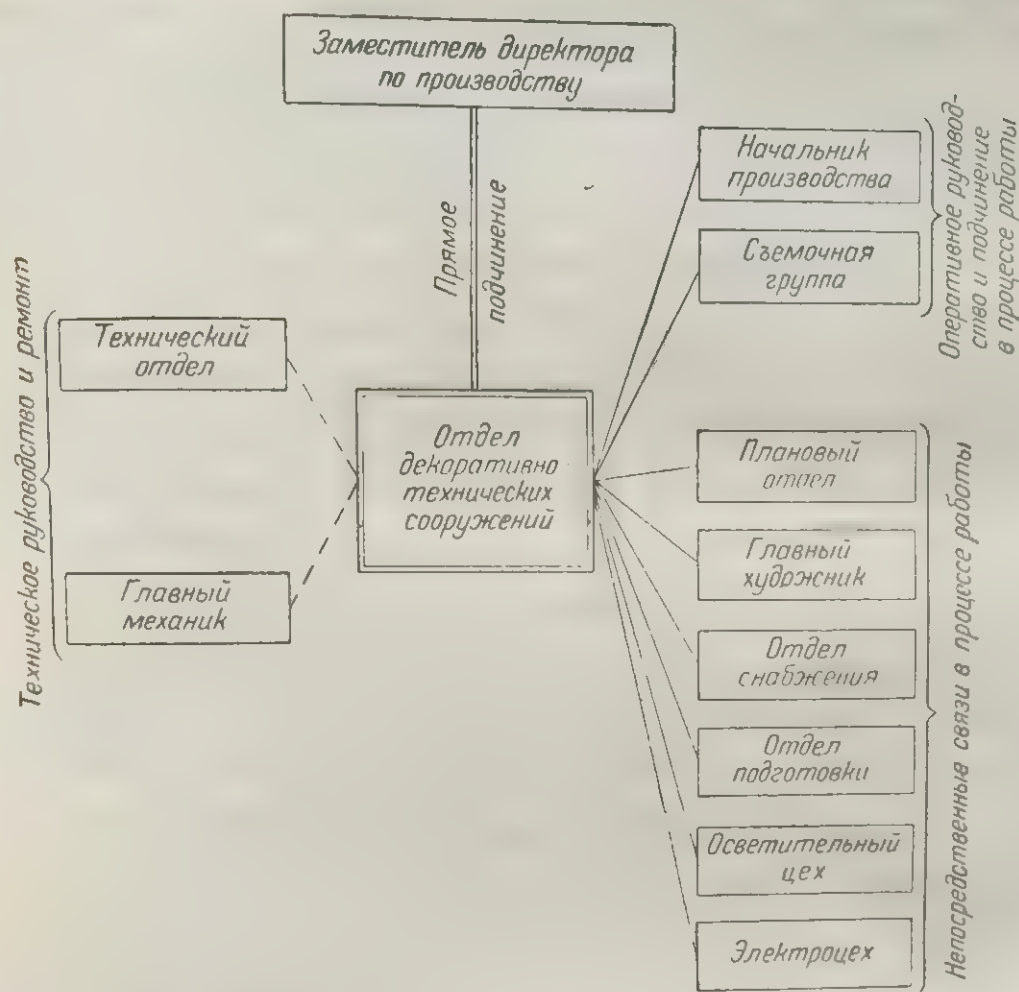 Заместитель директора
по производству
Прямое
подчинение
Начальник
производства
Съемочная
группа
Оперативное руковод-
ство и подчинение
в процессе работы
Техническое руководство и ремонт
Технический
отдел
Главный
механик
Отдел
декоративно
технических
сооружений
Плановый
отдел
Главный
художник
Отдел
снабжения
Отдел
подготовки
Осветительный
цех
Электроцех
Непосредственные связи в процессе работы